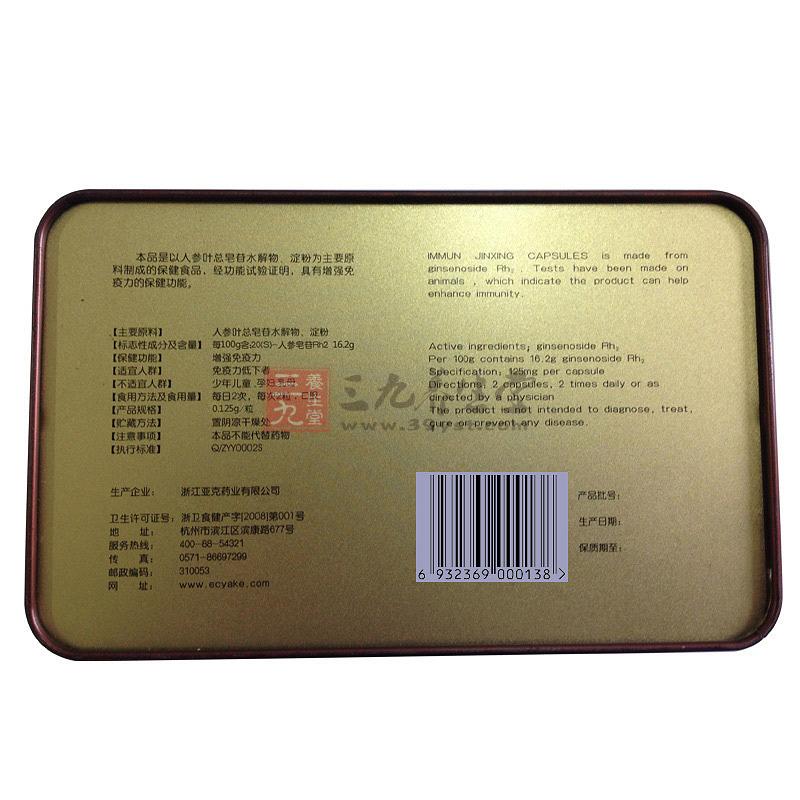 本品是以人参叶总皂苷水解物、淀粉为主要原
料制成的保健食品，经功能试验证明，具有增强免
疫力的保健功能。
IMMUN JINXING CAPSULES is made from
ginsenoside Rh₂ . Tests have been made on
animals , which indicate the product can help
enhance immunity.
【主要原料】 人参叶总皂苷水解物、淀粉
【标志性成分及含量】 每100g含:20(S)-人参皂苷Rh2 16.2g
【保健功能】 增强免疫力
【适宜人群】 免疫力低下者
【不适宜人群】 少年儿童、孕妇
【食用方法及食用量】 每日2次，每次
【产品规格】 0.125g/粒
【贮藏方法】 置阴凉干燥处
【注意事项】 本品不能代替药物
【执行标准】 Q/ZYY0002S
Active ingredients: ginsenoside Rh₂
Per 100g contains 16.2g ginsenoside Rh₂
Specification: 125mg per capsule
Directions: 2 capsules, 2 times daily or as
directed by a physician
The product is not intended to diagnose, treat,
cure or prevent any disease.
三九养生堂
三九养生堂
www.39yst.com
生产企业： 浙江亚克药业有限公司
卫生许可证号：浙卫食健产字[2008]第001号
地 址： 杭州市滨江区滨康路677号
服务热线： 400-88-54321
传 真： 0571-86697299
邮政编码： 310053
网 址： www.ecyake.com
产品批号：
生产日期：
保质期至：
6 932369 000138 >